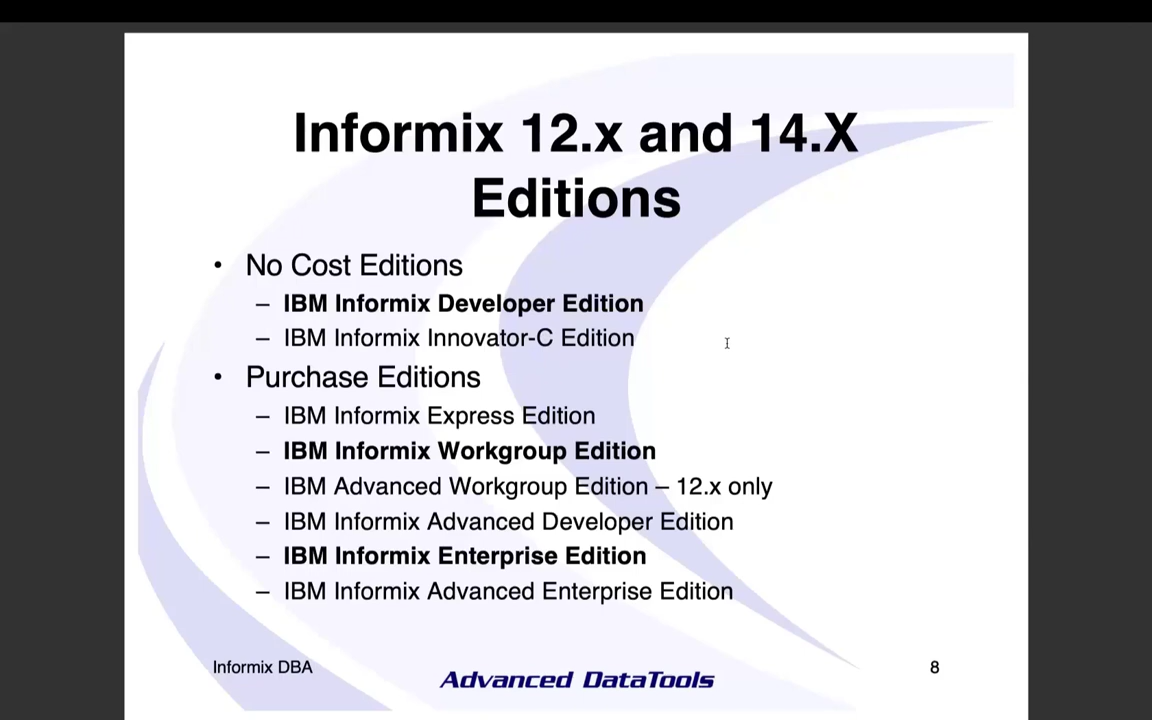 Informix 12.x and 14.X
Editions
• No Cost Editions
– IBM Informix Developer Edition
– IBM Informix Innovator-C Edition
• Purchase Editions
– IBM Informix Express Edition
– IBM Informix Workgroup Edition
– IBM Advanced Workgroup Edition – 12.x only
– IBM Informix Advanced Developer Edition
– IBM Informix Enterprise Edition
– IBM Informix Advanced Enterprise Edition
Informix DBA
Advanced DataTools
8